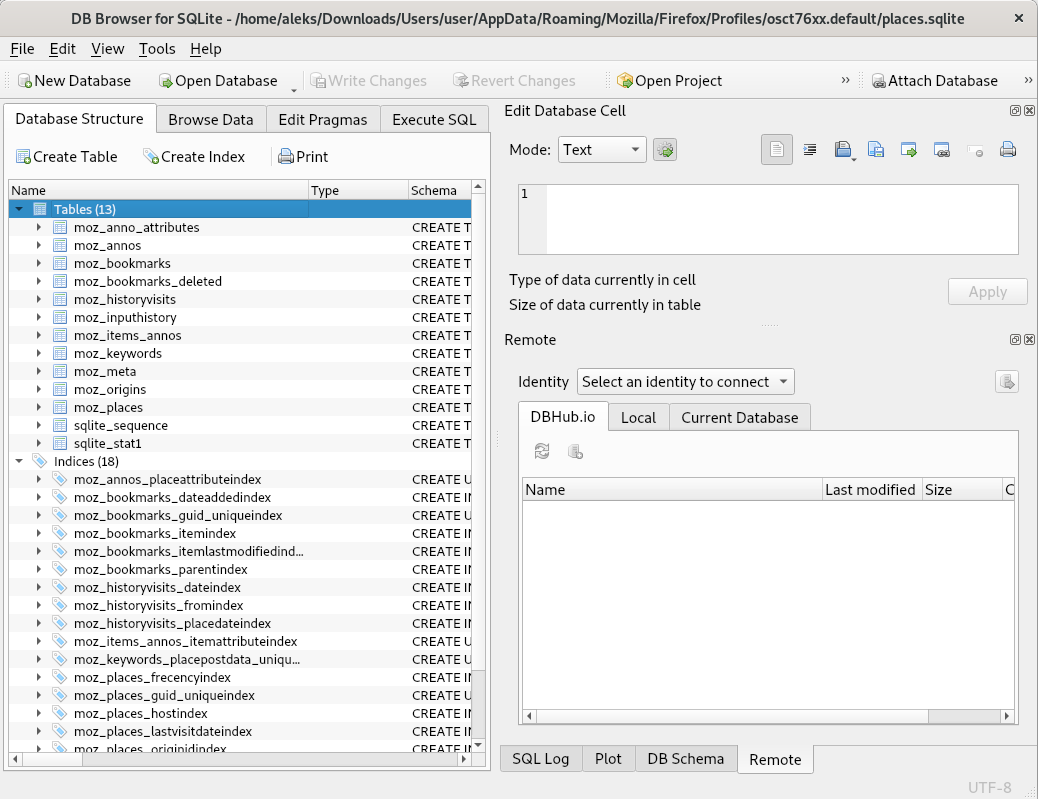 DB Browser for SQLite - /home/aleks/Downloads/Users/user/AppData/Roaming/Mozilla/Firefox/Profiles/osct76xx.default/places.sqlite
File Edit View Tools Help
New Database Open Database Write Changes Revert Changes Open Project » Attach Database »
Database Structure Browse Data Edit Pragmas Execute SQL
Create Table Create Index Print
Name Type Schema
Tables (13)
moz_anno_attributes CREATE T
moz_annos CREATE T
moz_bookmarks CREATE T
moz_bookmarks_deleted CREATE T
moz_historyvisits CREATE T
moz_inputhistory CREATE T
moz_items_annos CREATE T
moz_keywords CREATE T
moz_meta CREATE T
moz_origins CREATE T
moz_places CREATE T
sqlite_sequence CREATE T
sqlite_stat1 CREATE T
Indices (18)
moz_annos_placeattributeindex CREATE U
moz_bookmarks_dateaddedindex CREATE IN
moz_bookmarks_guid_uniqueindex CREATE U
moz_bookmarks_itemindex CREATE IN
moz_bookmarks_itemlastmodifiedind... CREATE IN
moz_bookmarks_parentindex CREATE IN
moz_historyvisits_dateindex CREATE IN
moz_historyvisits_fromindex CREATE IN
moz_historyvisits_placedateindex CREATE IN
moz_items_annos_itemattributeindex CREATE U
moz_keywords_placepostdata_uniqu... CREATE U
moz_places_frecencyindex CREATE IN
moz_places_guid_uniqueindex CREATE U
moz_places_hostindex CREATE IN
moz_places_lastvisitdateindex CREATE IN
moz_places_originidindex CREATE IN
Edit Database Cell
Mode: Text
1
Type of data currently in cell
Size of data currently in table
Apply
Remote
Identity Select an identity to connect
DBHub.io Local Current Database
Name Last modified Size C
SQL Log Plot DB Schema Remote
UTF-8